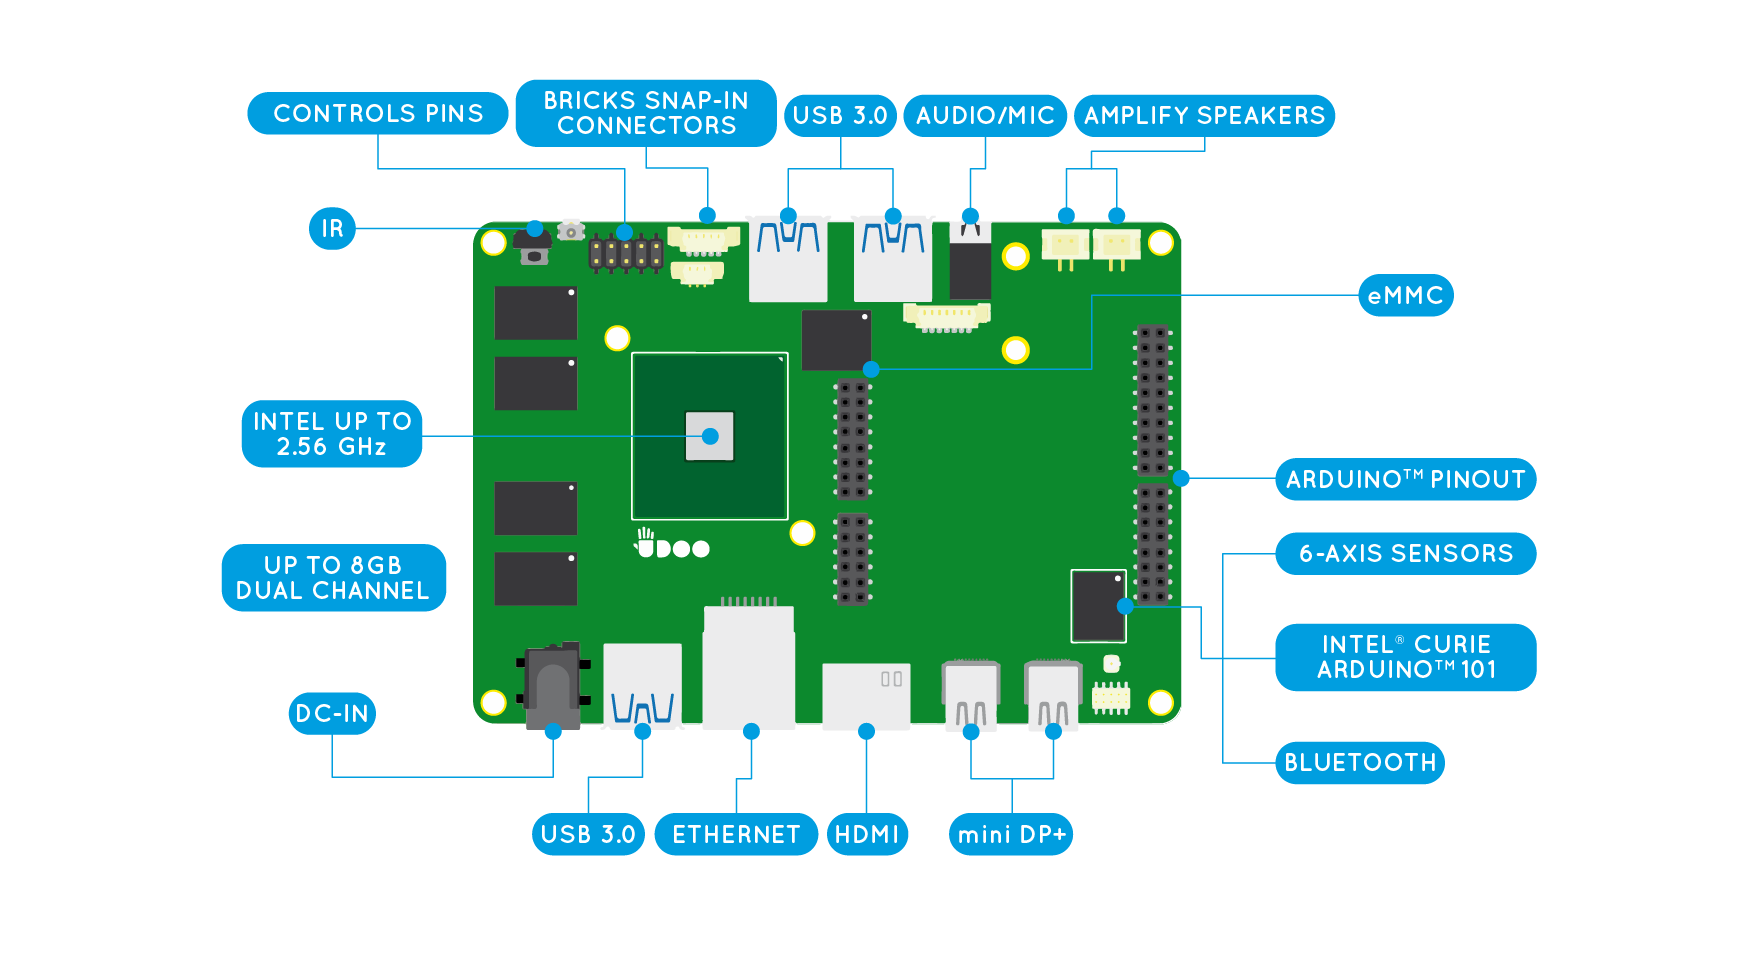 CONTROLS PINS
BRICKS SNAP-IN
CONNECTORS
USB 3.0
AUDIO/MIC
AMPLIFY SPEAKERS
IR
eMMC
INTEL UP TO
2.56 GHz
ARDUINO™ PINOUT
6-AXIS SENSORS
UP TO 8GB
DUAL CHANNEL
INTEL® CURIE
ARDUINO™ 101
DC-IN
BLUETOOTH
USB 3.0
ETHERNET
HDMI
mini DP+